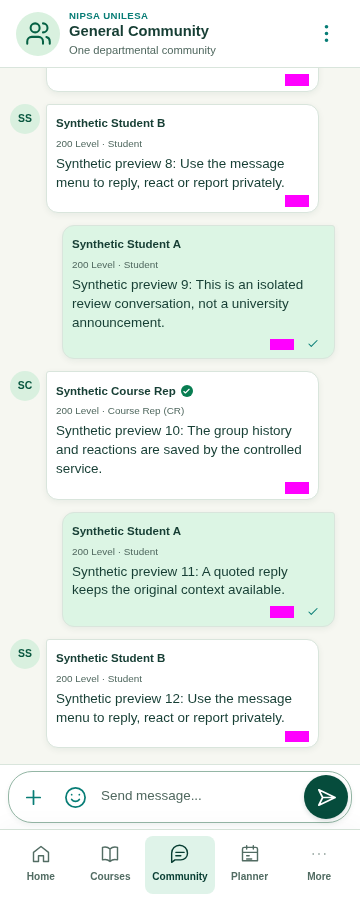 NIPSA UNILESA
General Community
One departmental community
SS
Synthetic Student B
200 Level · Student
Synthetic preview 8: Use the message
menu to reply, react or report privately.
Synthetic Student A
200 Level · Student
Synthetic preview 9: This is an isolated
review conversation, not a university
announcement.
SC
Synthetic Course Rep
200 Level · Course Rep (CR)
Synthetic preview 10: The group history
and reactions are saved by the controlled
service.
Synthetic Student A
200 Level · Student
Synthetic preview 11: A quoted reply
keeps the original context available.
SS
Synthetic Student B
200 Level · Student
Synthetic preview 12: Use the message
menu to reply, react or report privately.
Send message...
Home
Courses
Community
Planner
More